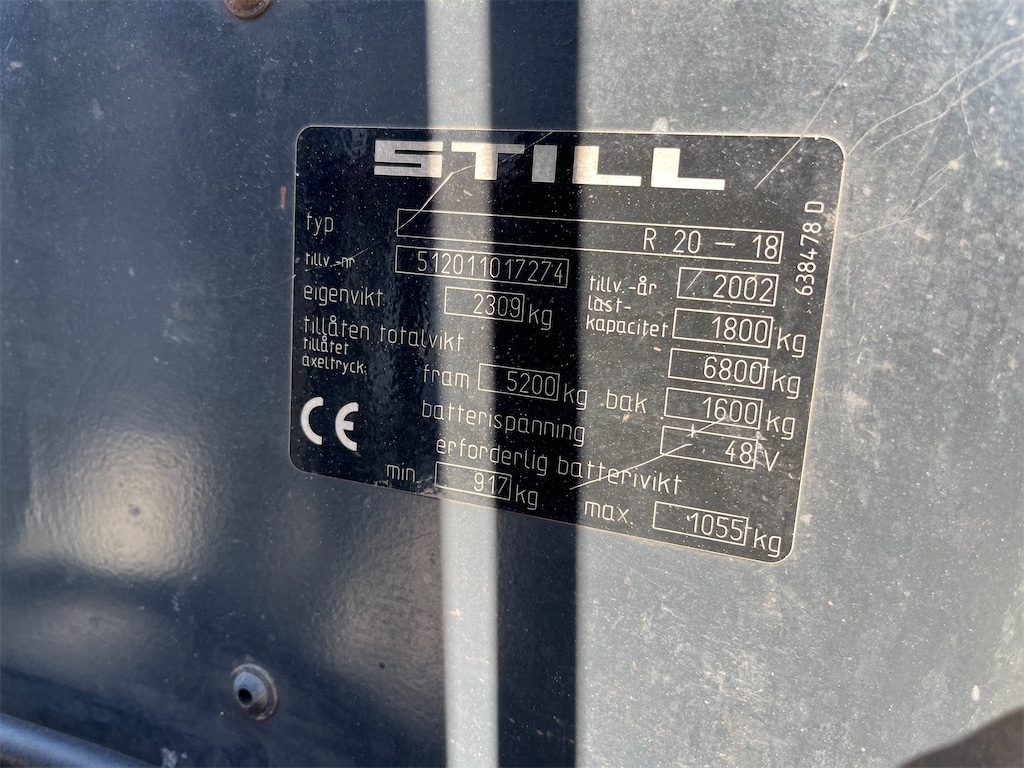 STILL
typ R 20 - 18
tillv.-nr 512011017274 tillv.-år 2002
eigenvikt: 2309 kg last-kapacitet 1800 kg
tillåten totalvikt 6800 kg
tillåtet axeltryck: fram 5200 kg bak 1600 kg
batterispänning 48 V
erforderlig batterivikt
min. 917 kg max. 1055 kg
CE
638478 D